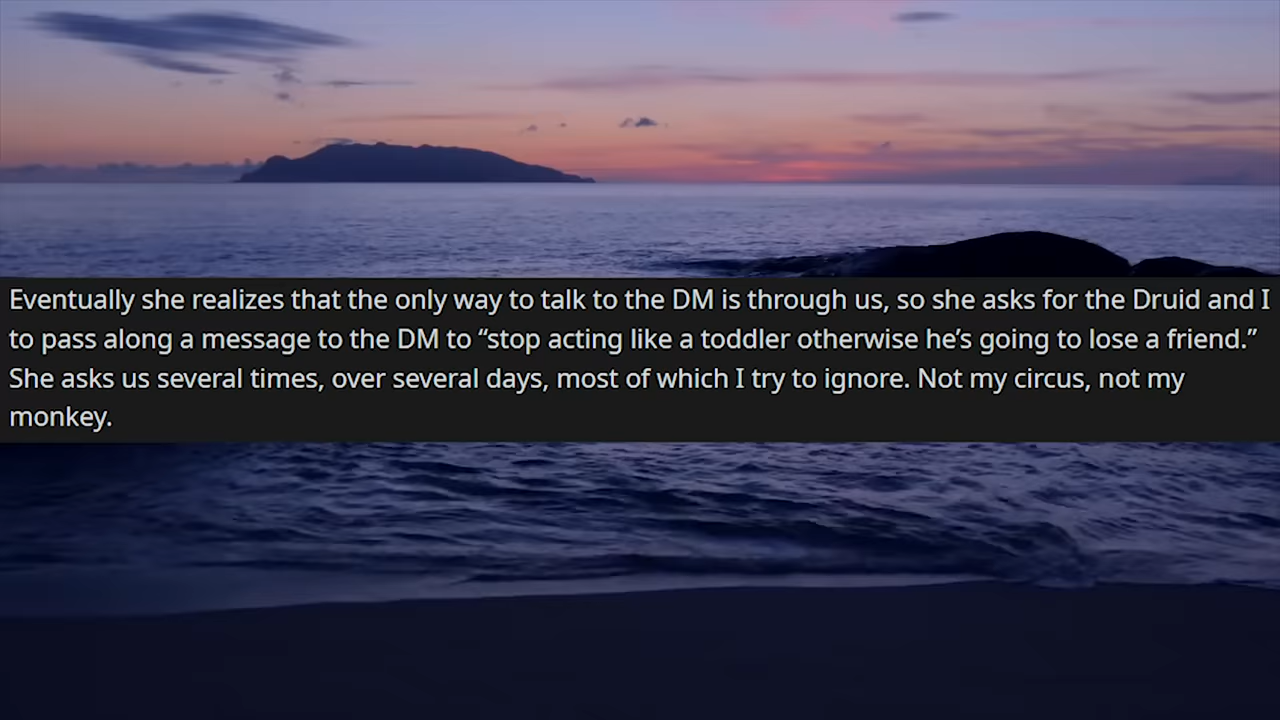 Eventually she realizes that the only way to talk to the DM is through us, so she asks for the Druid and I
to pass along a message to the DM to “stop acting like a toddler otherwise he’s going to lose a friend.”
She asks us several times, over several days, most of which I try to ignore. Not my circus, not my
monkey.